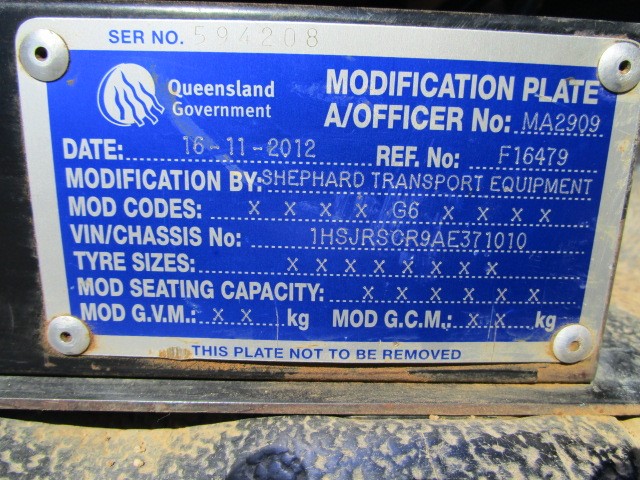 SER NO. 594208
Queensland Government
MODIFICATION PLATE
A/OFFICER No: MA2909
DATE: 16-11-2012 REF. No: F16479
MODIFICATION BY: SHEPHARD TRANSPORT EQUIPMENT
MOD CODES: X X X X G6 X X X X
VIN/CHASSIS No: 1HSJRSCR9AE371010
TYRE SIZES: X X X X X X X X
MOD SEATING CAPACITY: X X X X X X
MOD G.V.M.: X X kg MOD G.C.M.: X X kg
THIS PLATE NOT TO BE REMOVED